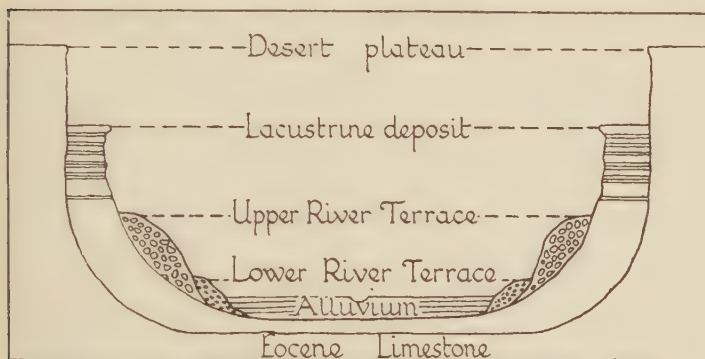 Desert plateau
Lacustrine deposit
Upper River Terrace
Lower River Terrace
Alluvium
Eocene Limestone